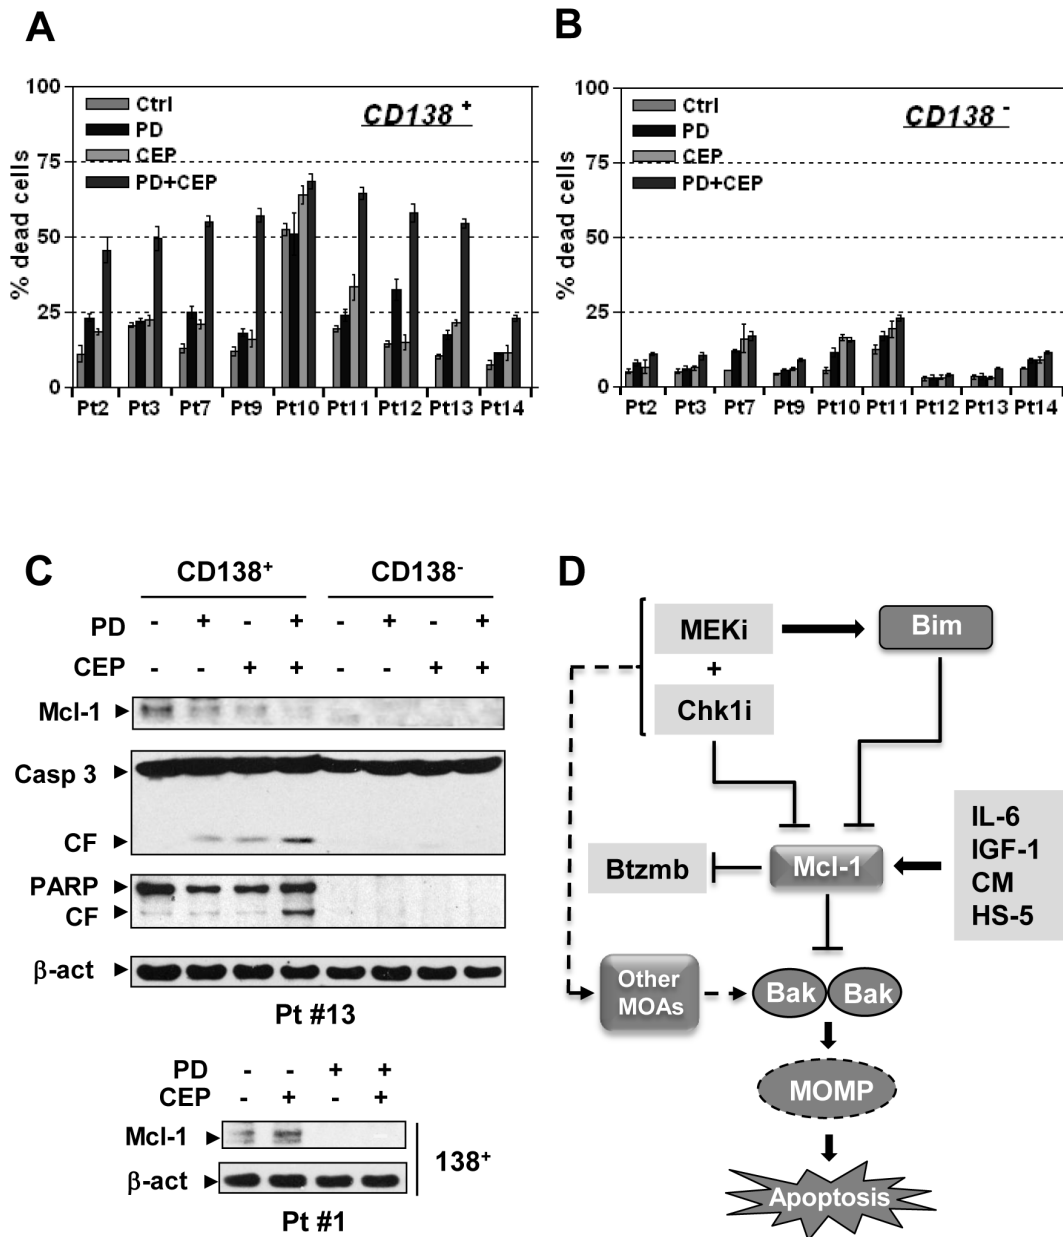 A
100
75
50
25
0
% dead cells
Ctrl
PD
CEP
PD+CEP
CD138 +
Pt2 Pt3 Pt7 Pt9 Pt10 Pt11 Pt12 Pt13 Pt14
B
100
75
50
25
0
% dead cells
Ctrl
PD
CEP
PD+CEP
CD138 -
Pt2 Pt3 Pt7 Pt9 Pt10 Pt11 Pt12 Pt13 Pt14
C
CD138+ CD138-
PD - + - + - + - +
CEP - - + + - - + +
Mcl-1
Casp 3
CF
PARP
CF
β-act
Pt #13
PD - - + +
CEP - + - +
Mcl-1
β-act
138+
Pt #1
D
MEKi
+
Chk1i
Bim
IL-6
IGF-1
CM
HS-5
Btzmb
Mcl-1
Other
MOAs
Bak Bak
MOMP
Apoptosis